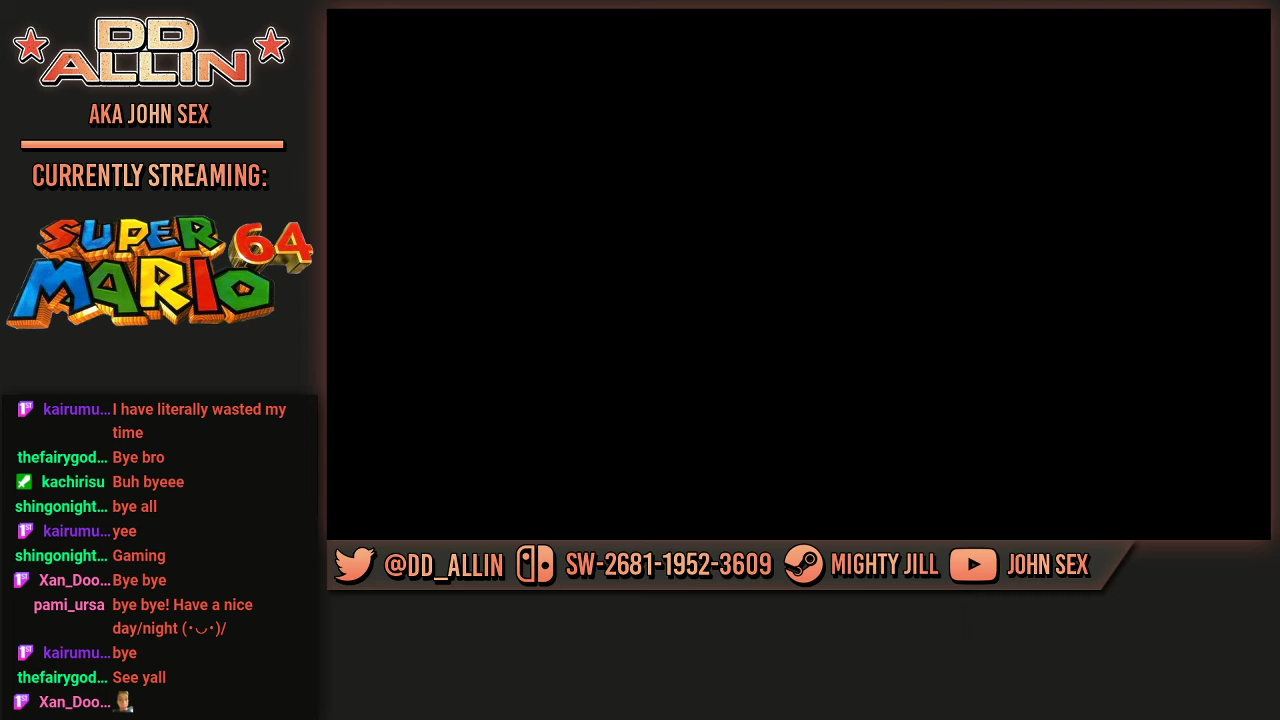 DD
ALLIN
AKA JOHN SEX
CURRENTLY STREAMING:
SUPER
MARIO 64
kairumu... I have literally wasted my
time
thefairygod... Bye bro
kachirisu Buh byeee
shingonight... bye all
kairumu... yee
shingonight... Gaming
Xan_Doo... Bye bye
pami_ursa bye bye! Have a nice
day/night (･◡･)/
kairumu... bye
thefairygod... See yall
Xan_Doo...
@DD_ALLIN SW-2681-1952-3609 MIGHTY JILL JOHN SEX